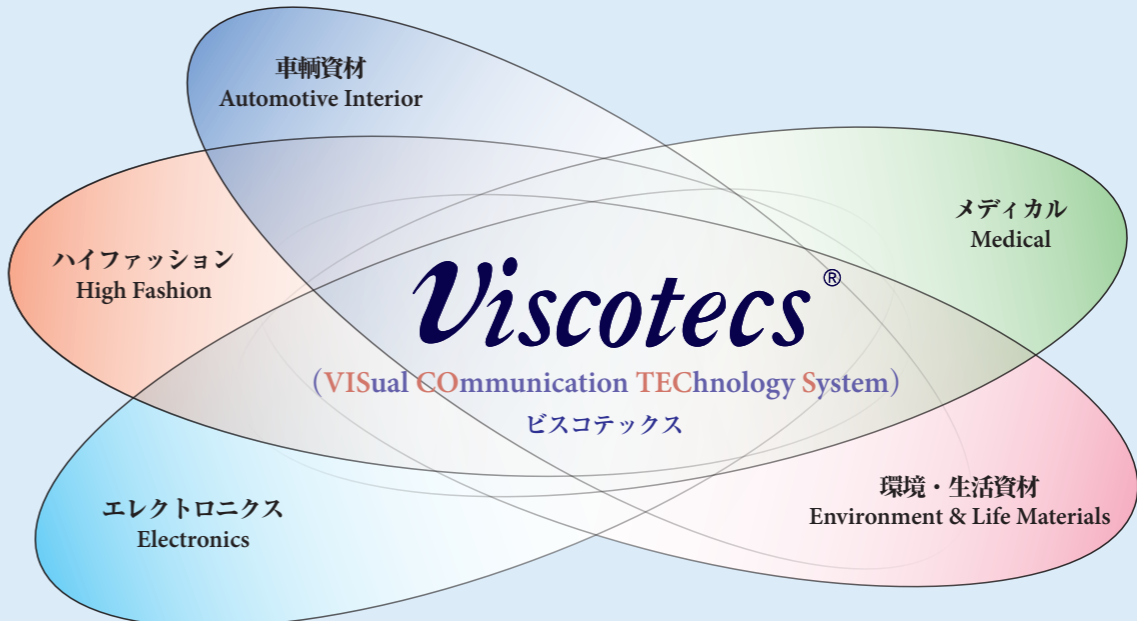 車輌資材
Automotive Interior
メディカル
Medical
ハイファッション
High Fashion
Viscotecs®
(VISual COmmunication TEChnology System)
ビスコテックス
環境・生活資材
Environment & Life Materials
エレクトロニクス
Electronics